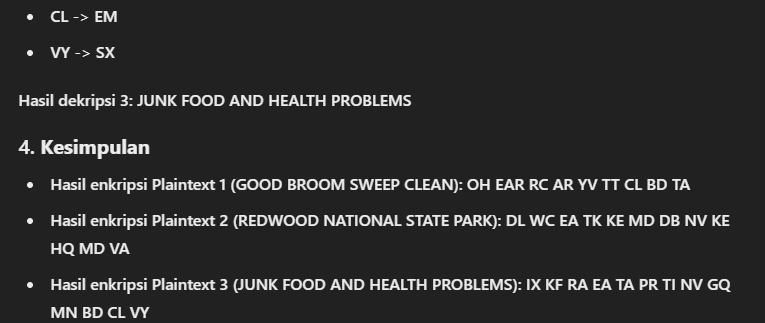 • CL -> EM
• VY -> SX
Hasil dekripsi 3: JUNK FOOD AND HEALTH PROBLEMS
4. Kesimpulan
• Hasil enkripsi Plaintext 1 (GOOD BROOM SWEEP CLEAN): OH EAR RC AR YV TT CL BD TA
• Hasil enkripsi Plaintext 2 (REDWOOD NATIONAL STATE PARK): DL WC EA TK KE MD DB NV KE
HQ MD VA
• Hasil enkripsi Plaintext 3 (JUNK FOOD AND HEALTH PROBLEMS): IX KF RA EA TA PR TI NV GQ
MN BD CL VY